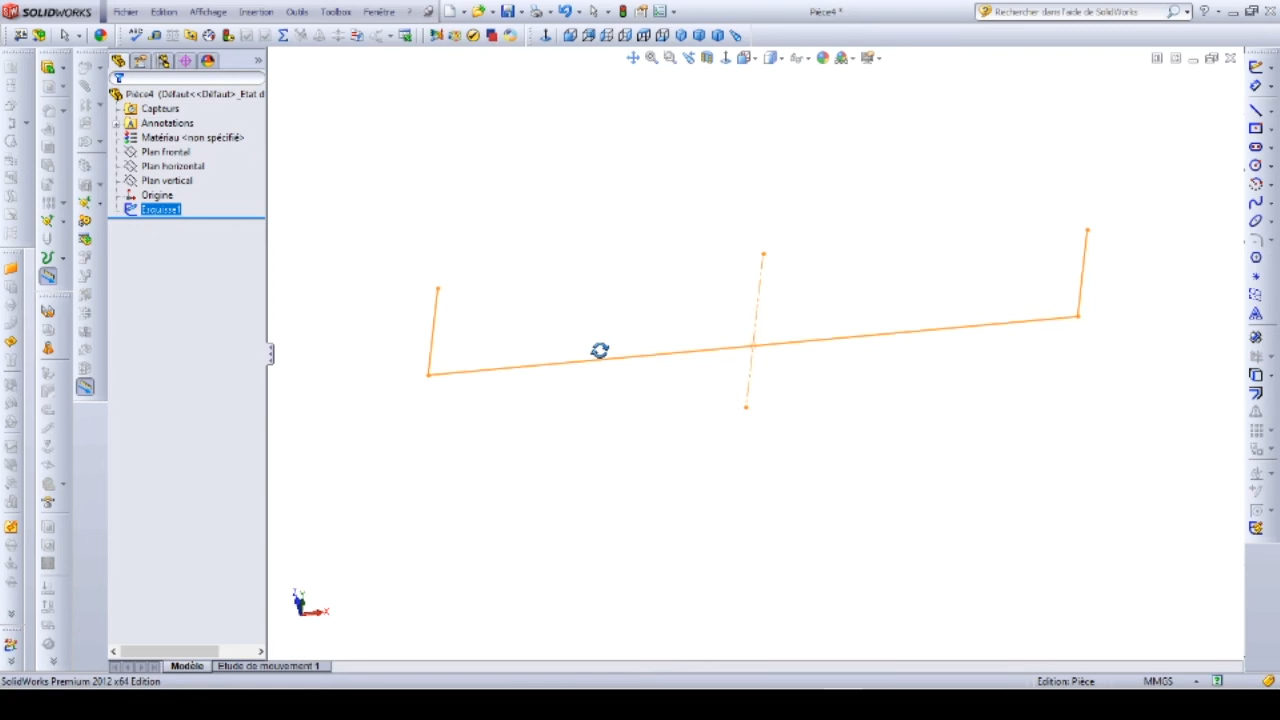 SOLIDWORKS Fichier Edition Affichage Insertion Outils Toolbox Fenêtre ? Pièce4 * Rechercher dans l'aide de SolidWorks
Pièce4 (Défaut<<Défaut>_Etat d
Capteurs
Annotations
Matériau <non spécifié>
Plan frontal
Plan horizontal
Plan vertical
Origine
Esquisse1
X
Modèle Etude de mouvement 1
SolidWorks Premium 2012 x64 Edition Edition: Pièce MMGS